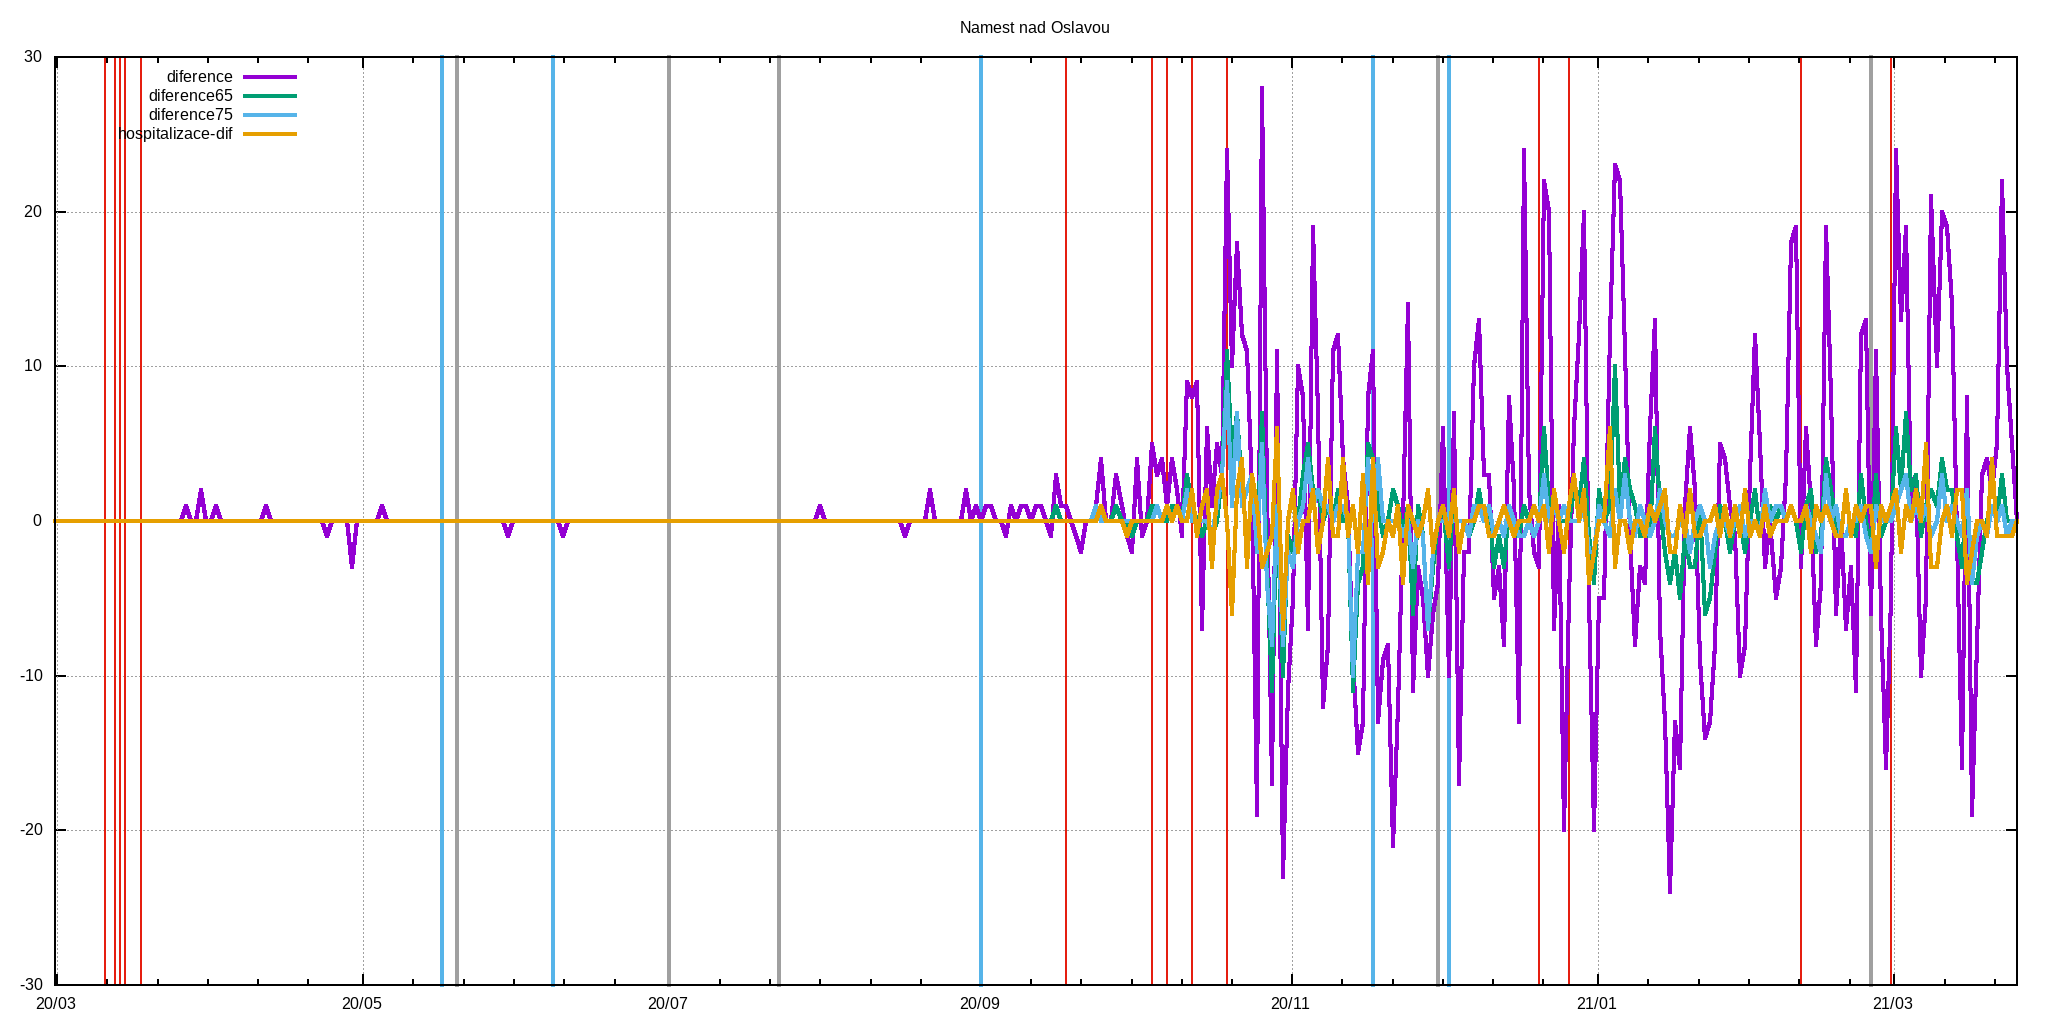 Namest nad Oslavou
30
20
10
0
-10
-20
-30
diference
diference65
diference75
hospitalizace-dif
20/03 20/05 20/07 20/09 20/11 21/01 21/03